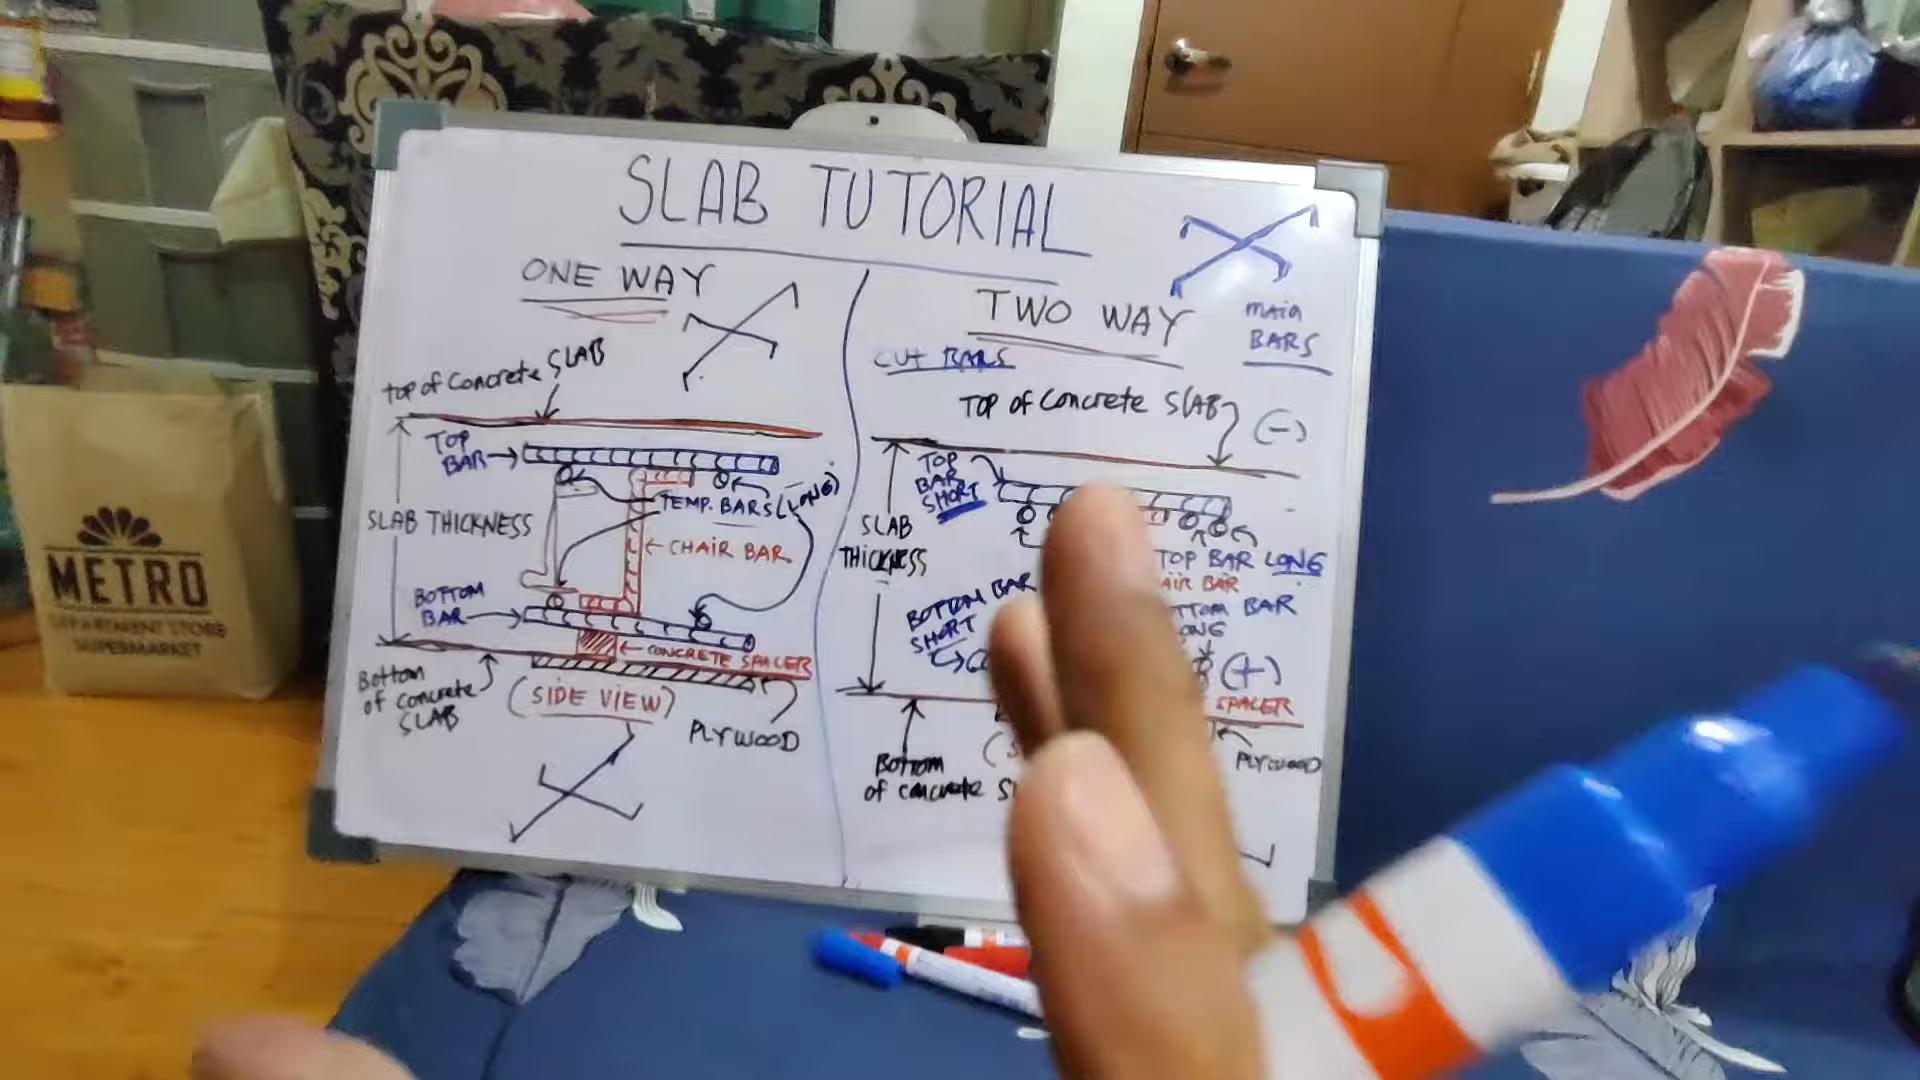 SLAB TUTORIAL
ONE WAY
top of Concrete SLAB
TOP
BAR
TEMP. BARS (LONG)
SLAB THICKNESS
CHAIR BAR
BOTTOM
BAR
CONCRETE SPACER
Bottom
of concrete
SLAB
(SIDE VIEW)
PLYWOOD
TWO WAY
MAIN
BARS
CUT BARS
TOP of Concrete SLAB
(-)
TOP
BAR
SHORT
SLAB
THICKNESS
TOP BAR LONG
BAR
BOTTOM BAR
SHORT
BAR
(+)
SPACER
PLYWOOD
Bottom
of concrete
METRO
DEPARTMENT STORE
SUPERMARKET